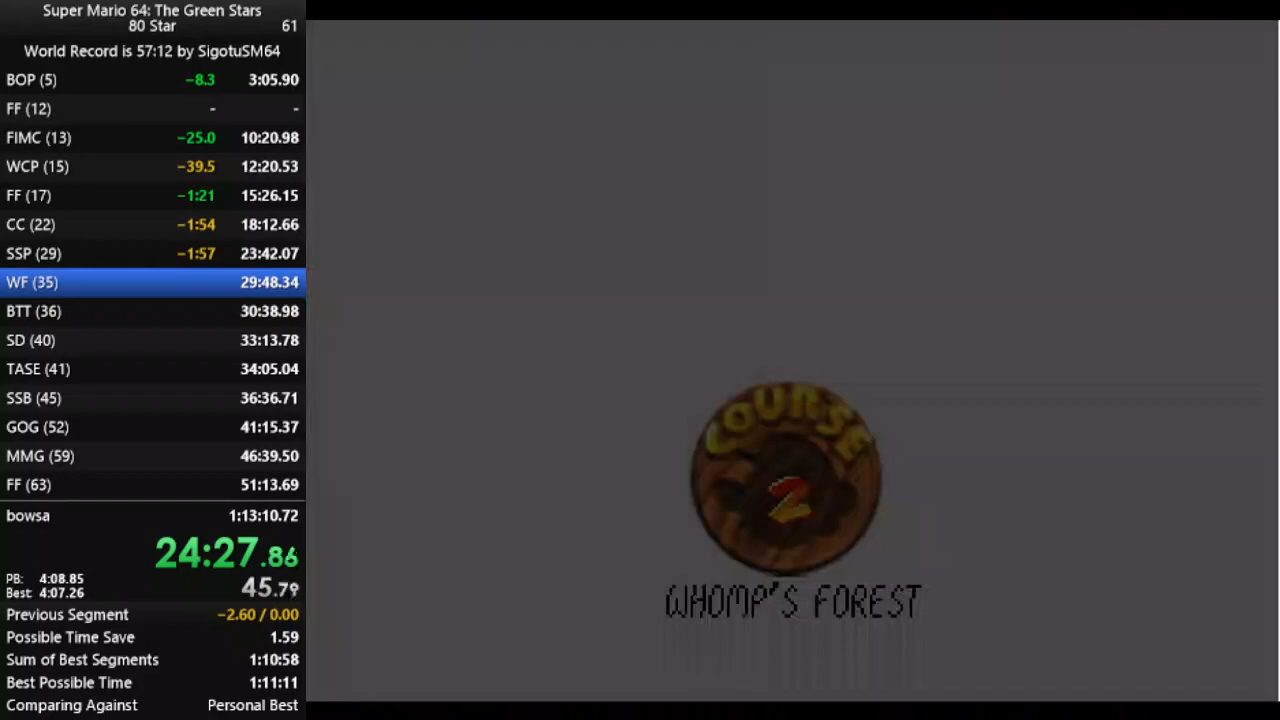 Super Mario 64: The Green Stars
80 Star 61
World Record is 57:12 by SigotuSM64
BOP (5) −8.3 3:05.90
FF (12) - -
FIMC (13) −25.0 10:20.98
WCP (15) −39.5 12:20.53
FF (17) −1:21 15:26.15
CC (22) −1:54 18:12.66
SSP (29) −1:57 23:42.07
WF (35) 29:48.34
BTT (36) 30:38.98
SD (40) 33:13.78
TASE (41) 34:05.04
SSB (45) 36:36.71
GOG (52) 41:15.37
MMG (59) 46:39.50
FF (63) 51:13.69
bowsa 1:13:10.72
24:27.86
PB: 4:08.85
Best: 4:07.26
45.79
Previous Segment −2.60 / 0.00
Possible Time Save 1.59
Sum of Best Segments 1:10:58
Best Possible Time 1:11:11
Comparing Against Personal Best
COURSE
2
WHOMP'S FOREST